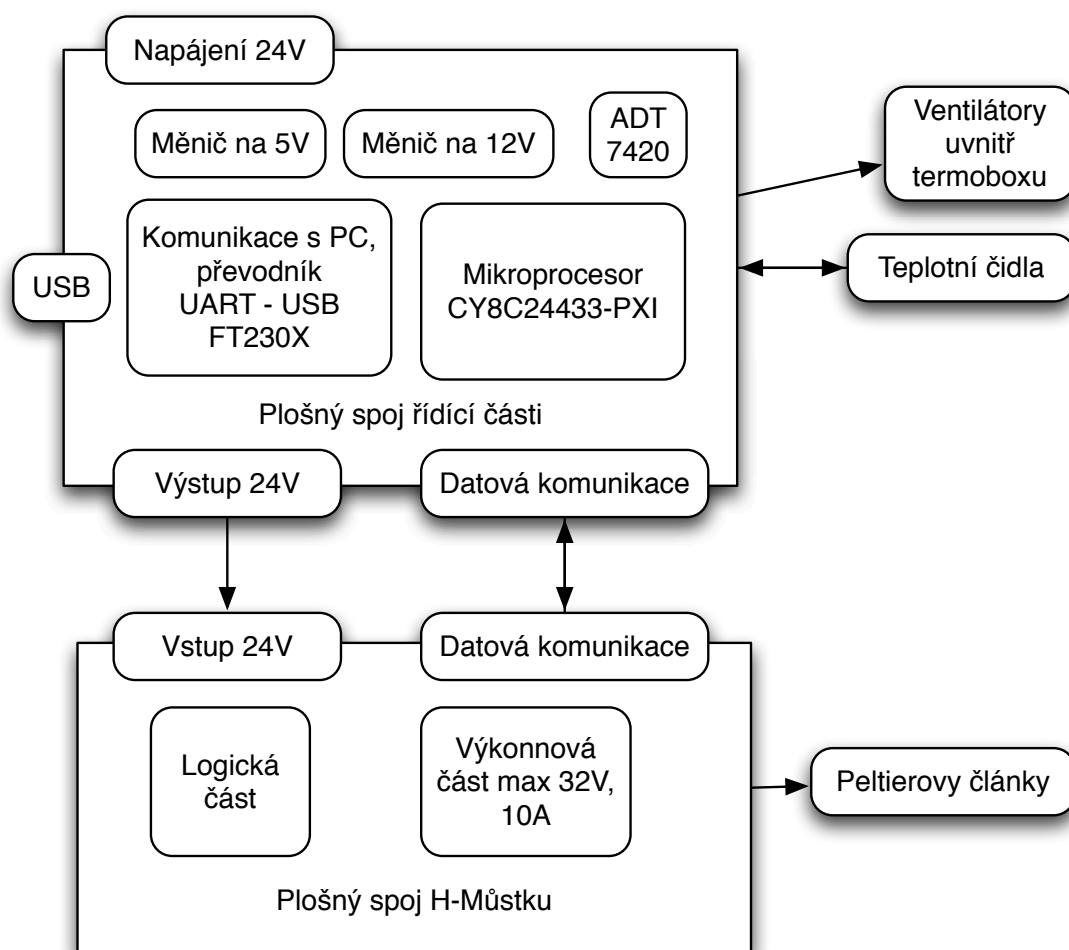 Napájení 24V
Měnič na 5V
Měnič na 12V
ADT
7420
Ventilátory
uvnitř
termoboxu
USB
Komunikace s PC,
převodník
UART - USB
FT230X
Mikroprocesor
CY8C24433-PXI
Teplotní čidla
Plošný spoj řídící části
Výstup 24V
Datová komunikace
Vstup 24V
Datová komunikace
Logická
část
Výkonnová
část max 32V,
10A
Peltierovy články
Plošný spoj H-Můstku